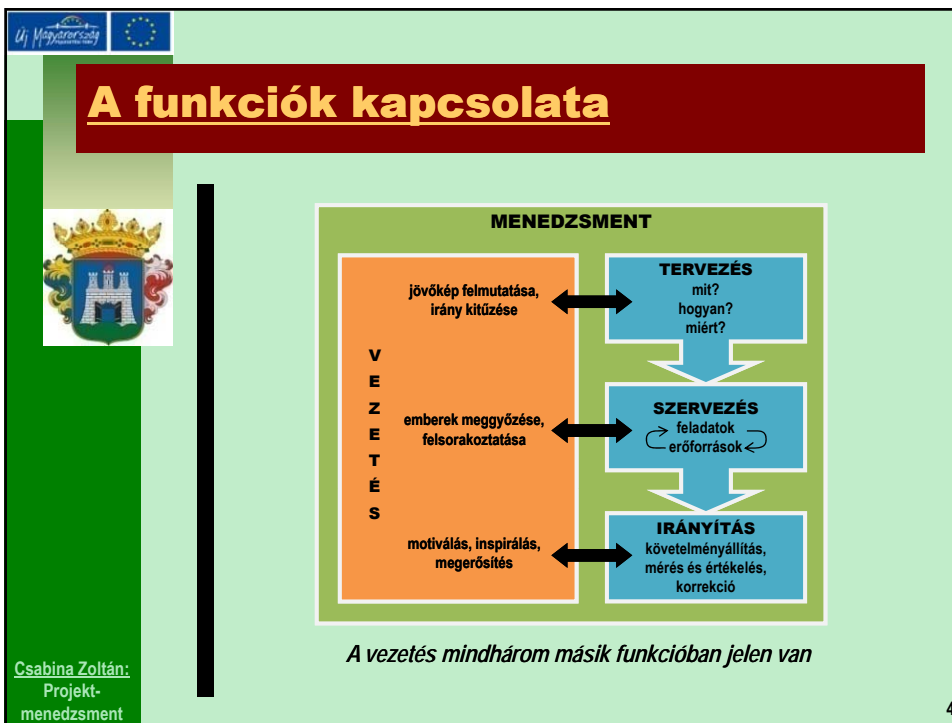 Új Magyarország
A funkciók kapcsolata
MENEDZSMENT
VEZETÉS
jövőkép felmutatása,
irány kitűzése
TERVEZÉS
mit?
hogyan?
miért?
emberek meggyőzése,
felsorakoztatása
SZERVEZÉS
feladatok
erőforrások
motiválás, inspirálás,
megerősítés
IRÁNYÍTÁS
követelményállítás,
mérés és értékelés,
korrekció
A vezetés mindhárom másik funkcióban jelen van
Csabina Zoltán:
Projekt-
menedzsment
4